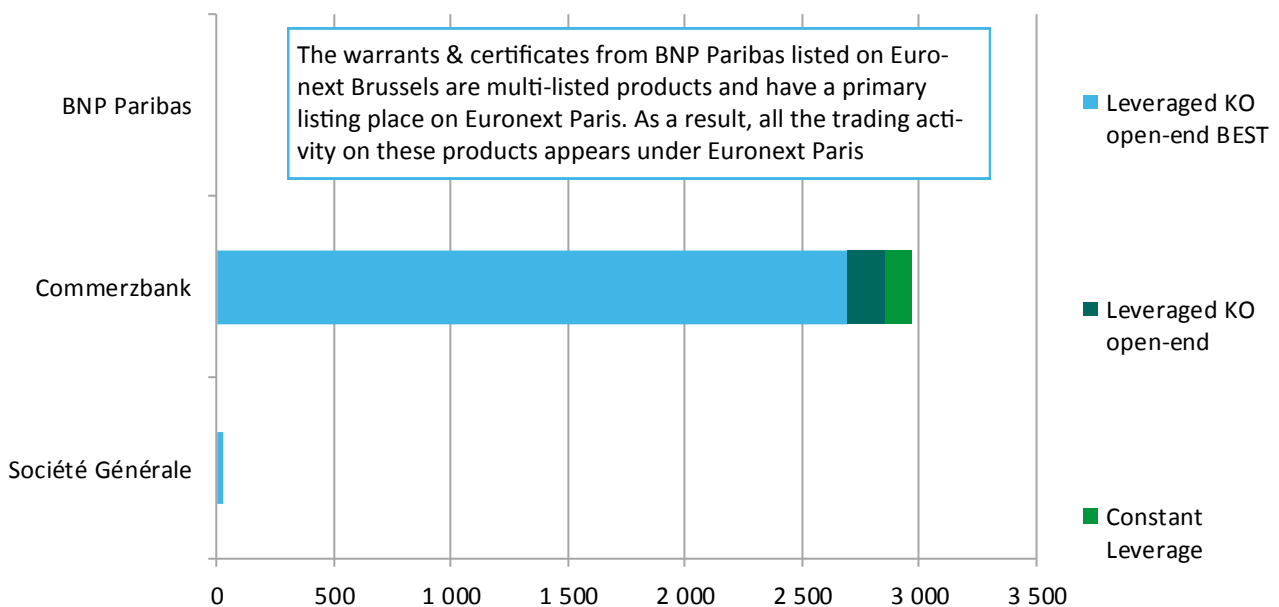 The warrants & certificates from BNP Paribas listed on Euro-
next Brussels are multi-listed products and have a primary
listing place on Euronext Paris. As a result, all the trading acti-
vity on these products appears under Euronext Paris
BNP Paribas
Commerzbank
Société Générale
0 500 1 000 1 500 2 000 2 500 3 000 3 500
Leveraged KO
open-end BEST
Leveraged KO
open-end
Constant
Leverage